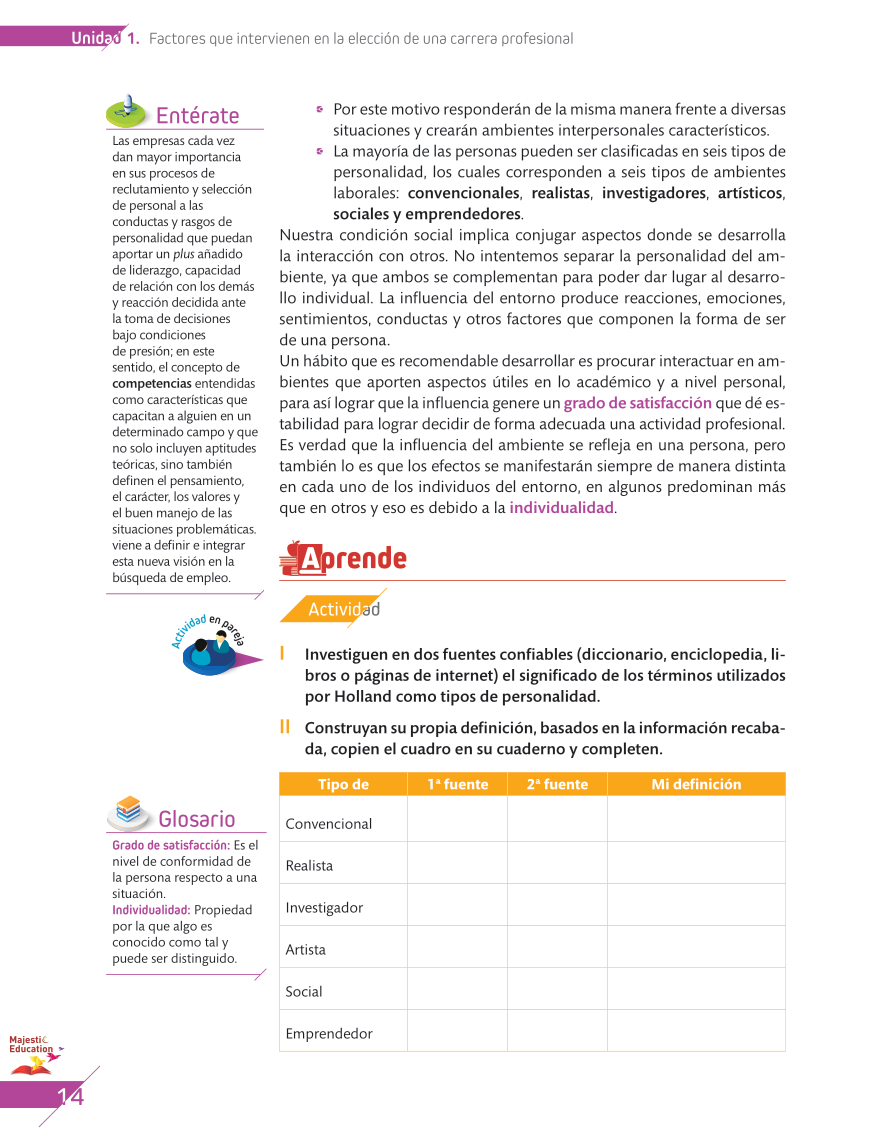 Unidad 1. Factores que intervienen en la elección de una carrera profesional
Entérate
Las empresas cada vez
dan mayor importancia
en sus procesos de
reclutamiento y selección
de personal a las
conductas y rasgos de
personalidad que puedan
aportar un plus añadido
de liderazgo, capacidad
de relación con los demás
y reacción decidida ante
la toma de decisiones
bajo condiciones
de presión; en este
sentido, el concepto de
competencias entendidas
como características que
capacitan a alguien en un
determinado campo y que
no solo incluyen aptitudes
teóricas, sino también
definen el pensamiento,
el carácter, los valores y
el buen manejo de las
situaciones problemáticas.
viene a definir e integrar
esta nueva visión en la
búsqueda de empleo.
Por este motivo responderán de la misma manera frente a diversas
situaciones y crearán ambientes interpersonales característicos.
La mayoría de las personas pueden ser clasificadas en seis tipos de
personalidad, los cuales corresponden a seis tipos de ambientes
laborales: convencionales, realistas, investigadores, artísticos,
sociales y emprendedores.
Nuestra condición social implica conjugar aspectos donde se desarrolla
la interacción con otros. No intentemos separar la personalidad del am-
biente, ya que ambos se complementan para poder dar lugar al desarro-
llo individual. La influencia del entorno produce reacciones, emociones,
sentimientos, conductas y otros factores que componen la forma de ser
de una persona.
Un hábito que es recomendable desarrollar es procurar interactuar en am-
bientes que aporten aspectos útiles en lo académico y a nivel personal,
para así lograr que la influencia genere un grado de satisfacción que dé es-
tabilidad para lograr decidir de forma adecuada una actividad profesional.
Es verdad que la influencia del ambiente se refleja en una persona, pero
también lo es que los efectos se manifestarán siempre de manera distinta
en cada uno de los individuos del entorno, en algunos predominan más
que en otros y eso es debido a la individualidad.
Aprende
Actividad
Actividad en pareja
I Investiguen en dos fuentes confiables (diccionario, enciclopedia, li-
bros o páginas de internet) el significado de los términos utilizados
por Holland como tipos de personalidad.
II Construyan su propia definición, basados en la información recaba-
da, copien el cuadro en su cuaderno y completen.
Tipo de 1ª fuente 2ª fuente Mi definición
Convencional
Realista
Investigador
Artista
Social
Emprendedor
Glosario
Grado de satisfacción: Es el
nivel de conformidad de
la persona respecto a una
situación.
Individualidad: Propiedad
por la que algo es
conocido como tal y
puede ser distinguido.
Majestic
Education
14